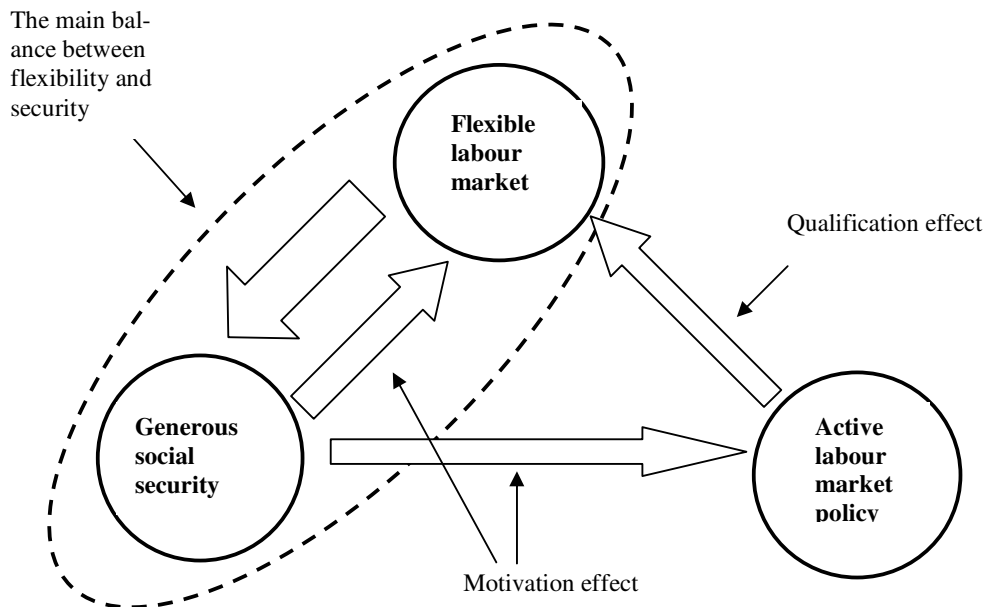 The main bal-
ance between
flexibility and
security
Flexible
labour
market
Qualification effect
Generous
social
security
Active
labour
market
policy
Motivation effect